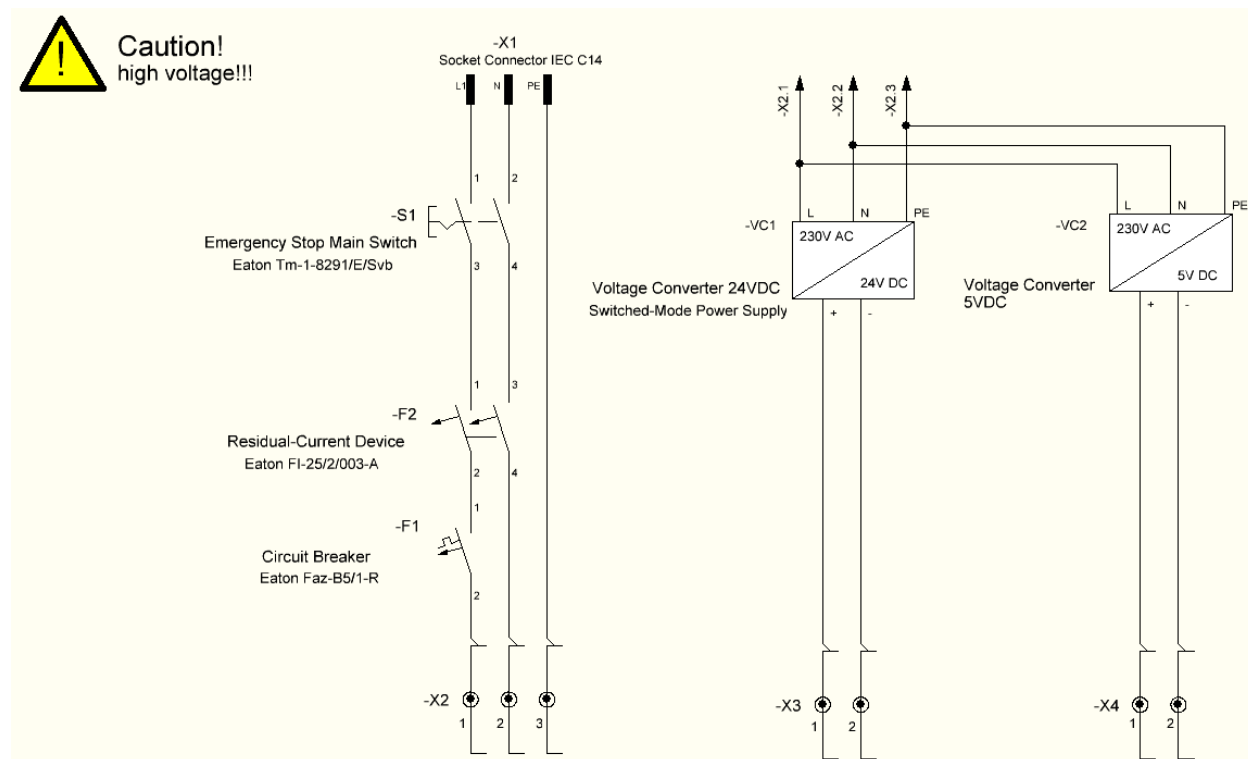 !
Caution!
high voltage!!!
-X1
Socket Connector IEC C14
L1 N PE
1 2
-S1
Emergency Stop Main Switch
Eaton Tm-1-8291/E/Svb
3 4
1 3
-F2
Residual-Current Device
Eaton FI-25/2/003-A
2 4
1
-F1
Circuit Breaker
Eaton Faz-B5/1-R
2
-X2
1 2 3
-X2.1 -X2.2 -X2.3
-VC1
L N PE
230V AC
24V DC
Voltage Converter 24VDC
Switched-Mode Power Supply
+ -
-X3
1 2
-VC2
L N PE
230V AC
5V DC
Voltage Converter
5VDC
+ -
-X4
1 2